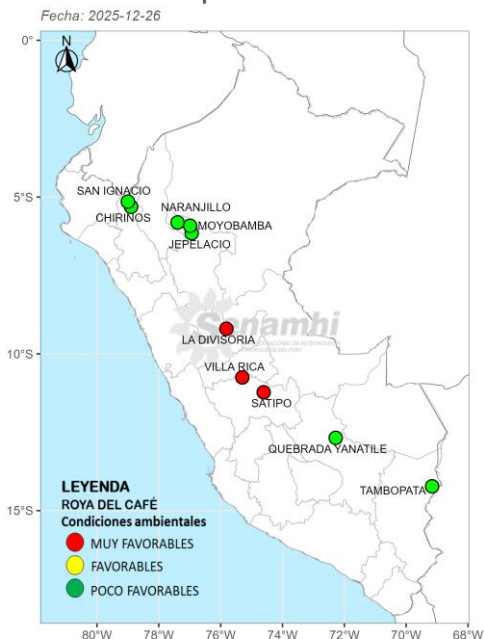 Fecha: 2025-12-26
N
0°
SAN IGNACIO
NARANJILLO
5°S
CHIRINOS
MOYOBAMBA
JEPELACIO
Senamhi
LA DIVISORIA
10°S
VILLA RICA
SATIPO
QUEBRADA YANATILE
TAMBOPATA
LEYENDA
ROYA DEL CAFÉ
15°S
Condiciones ambientales
MUY FAVORABLES
FAVORABLES
POCO FAVORABLES
80°W 78°W 76°W 74°W 72°W 70°W 68°W